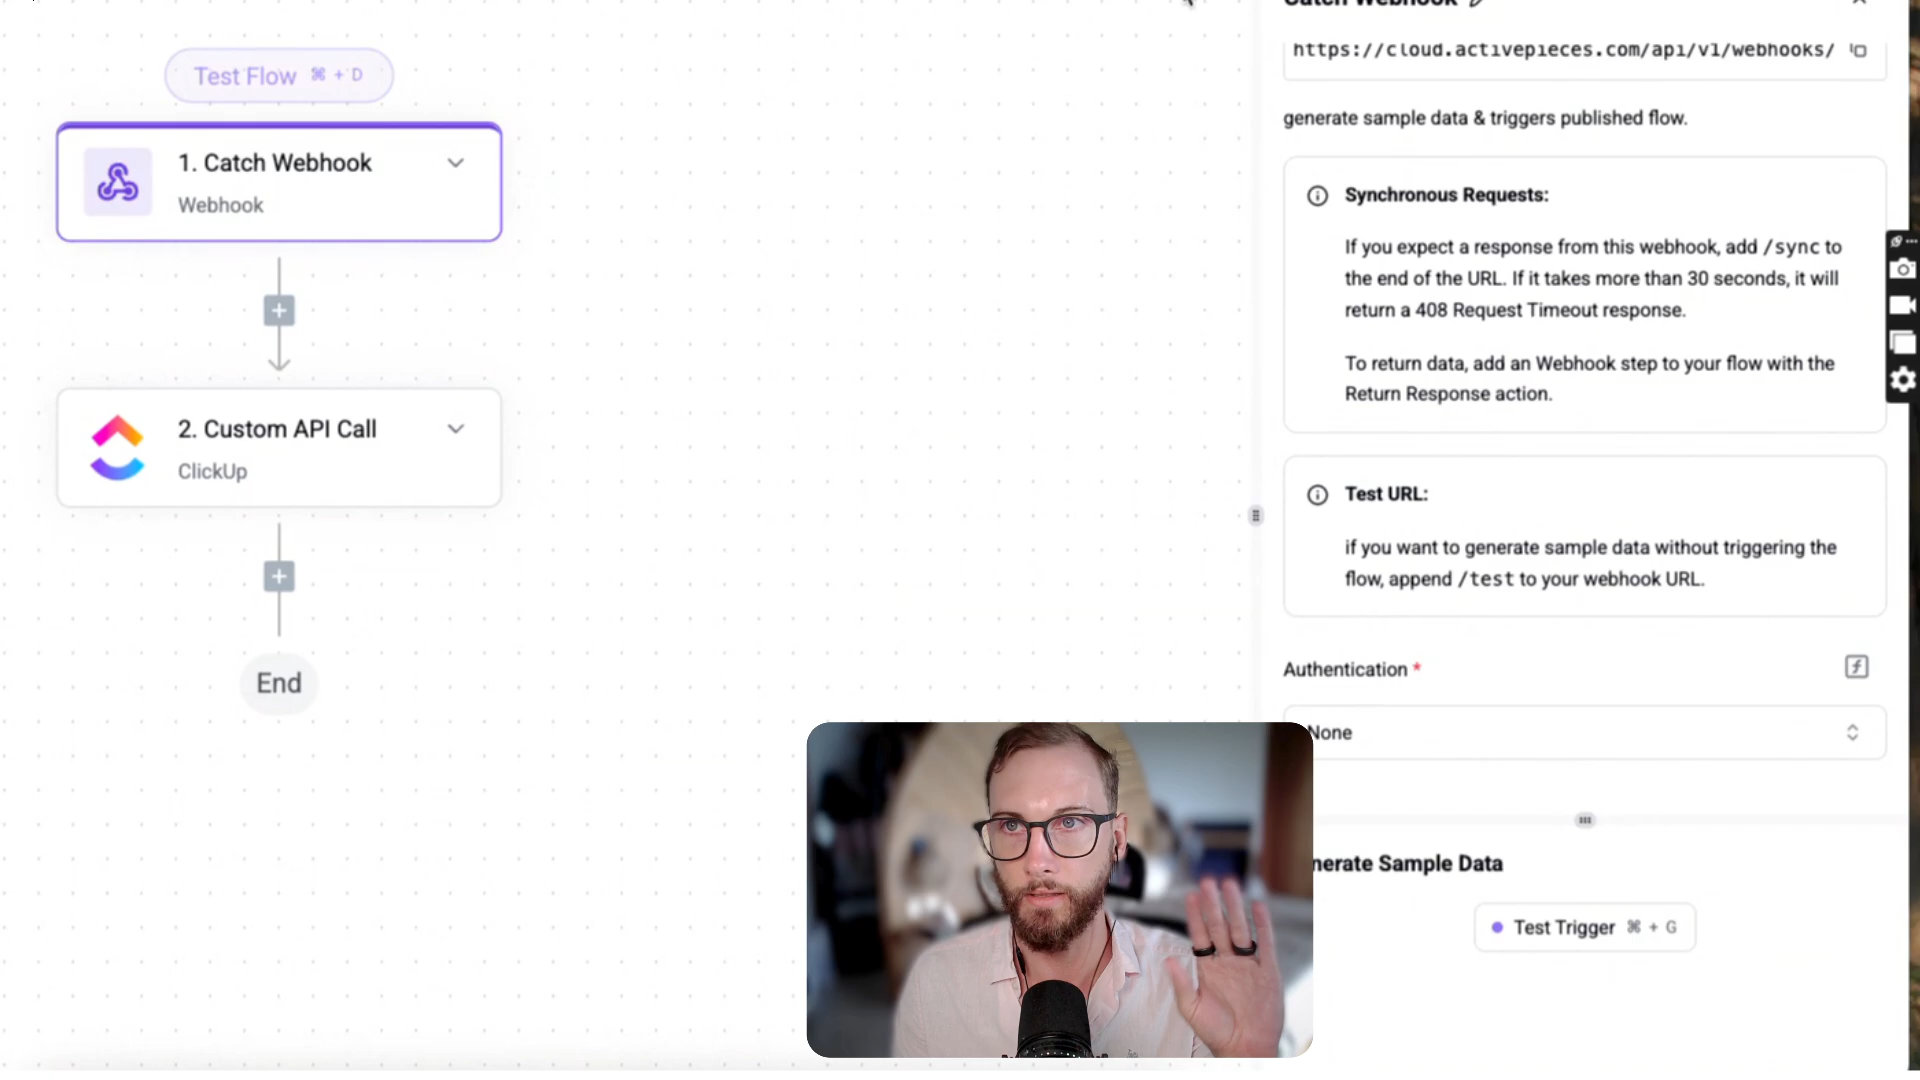 Test Flow ⌘ + D
1. Catch Webhook
Webhook
2. Custom API Call
ClickUp
End
Catch Webhook
https://cloud.activepieces.com/api/v1/webhooks/
generate sample data & triggers published flow.
Synchronous Requests:
If you expect a response from this webhook, add /sync to
the end of the URL. If it takes more than 30 seconds, it will
return a 408 Request Timeout response.
To return data, add an Webhook step to your flow with the
Return Response action.
Test URL:
if you want to generate sample data without triggering the
flow, append /test to your webhook URL.
Authentication *
None
nerate Sample Data
Test Trigger ⌘ + G